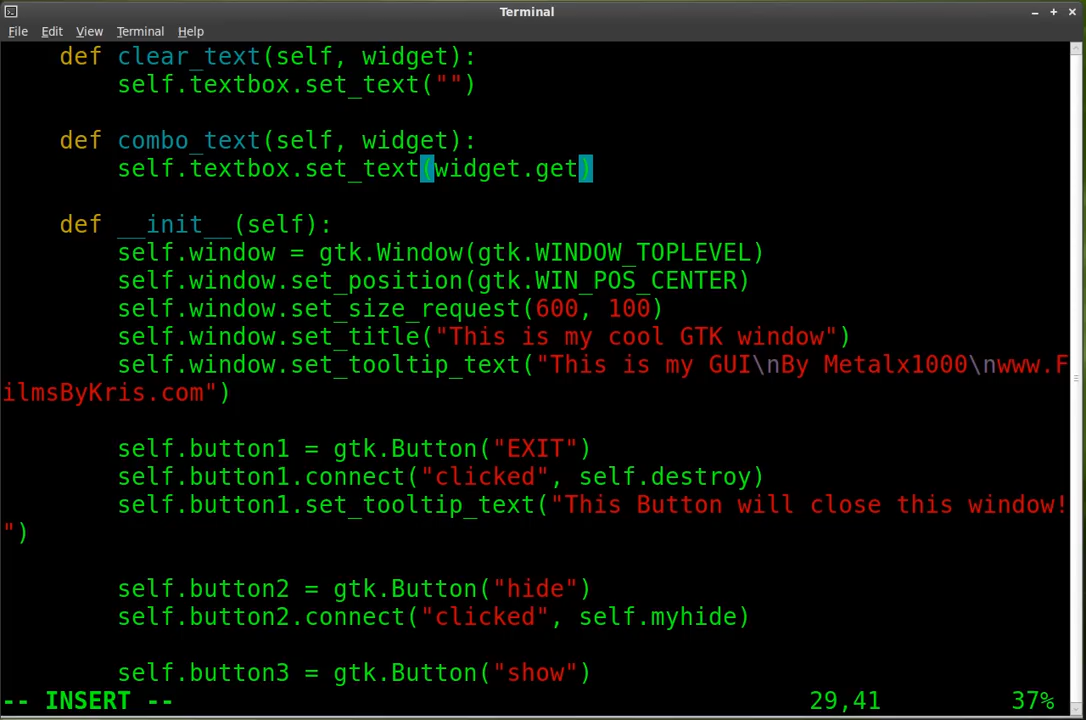 Terminal
File Edit View Terminal Help
def clear_text(self, widget):
self.textbox.set_text("")
def combo_text(self, widget):
self.textbox.set_text(widget.get)
def __init__(self):
self.window = gtk.Window(gtk.WINDOW_TOPLEVEL)
self.window.set_position(gtk.WIN_POS_CENTER)
self.window.set_size_request(600, 100)
self.window.set_title("This is my cool GTK window")
self.window.set_tooltip_text("This is my GUI\nBy Metalx1000\nwww.F
ilmsByKris.com")
self.button1 = gtk.Button("EXIT")
self.button1.connect("clicked", self.destroy)
self.button1.set_tooltip_text("This Button will close this window!
")
self.button2 = gtk.Button("hide")
self.button2.connect("clicked", self.myhide)
self.button3 = gtk.Button("show")
-- INSERT -- 29,41 37%